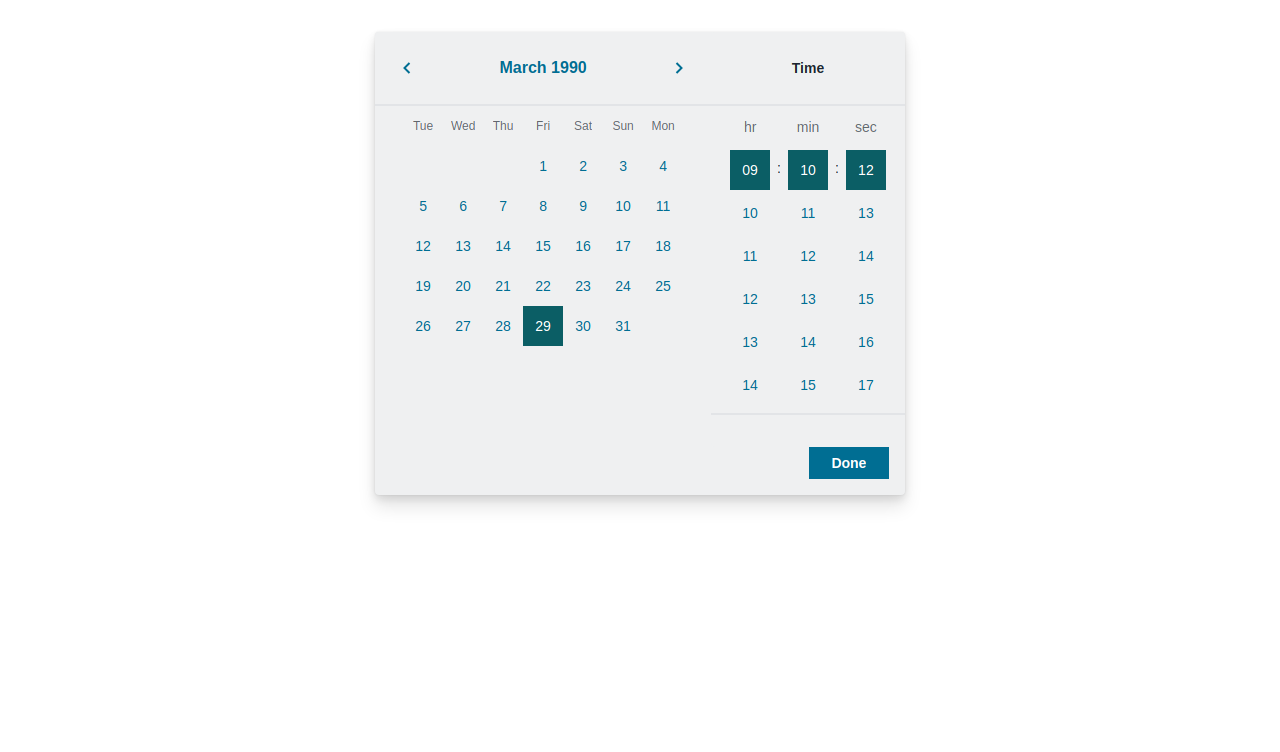 March 1990
Time
Tue Wed Thu Fri Sat Sun Mon
1 2 3 4
5 6 7 8 9 10 11
12 13 14 15 16 17 18
19 20 21 22 23 24 25
26 27 28 29 30 31
hr min sec
09 : 10 : 12
10 11 13
11 12 14
12 13 15
13 14 16
14 15 17
Done